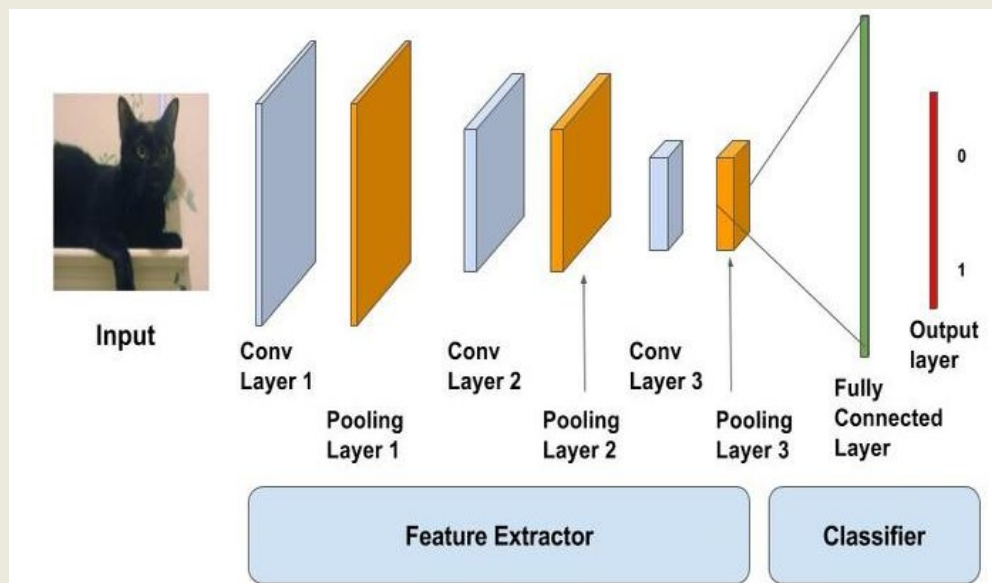 Input
Conv
Layer 1
Pooling
Layer 1
Conv
Layer 2
Pooling
Layer 2
Conv
Layer 3
Pooling
Layer 3
Fully
Connected
Layer
0
1
Output
layer
Feature Extractor
Classifier